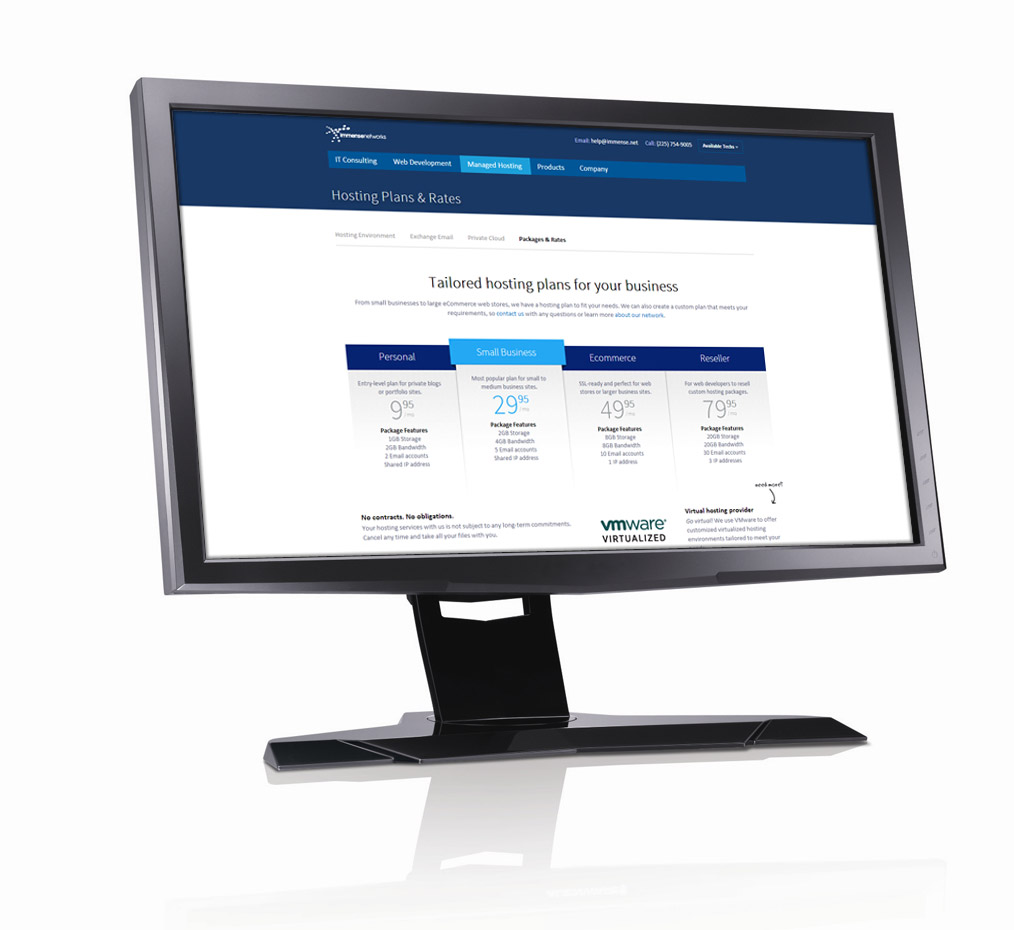 immensenetworks
Email: help@immense.net Call: (225) 754-9005 Available Techs
IT Consulting Web Development Managed Hosting Products Company
Hosting Plans & Rates
Hosting Environment Exchange Email Private Cloud Packages & Rates
Tailored hosting plans for your business
From small businesses to large eCommerce web stores, we have a hosting plan to fit your needs. We can also create a custom plan that meets your
requirements, so contact us with any questions or learn more about our network.
Personal
Entry-level plan for private blogs
or portfolio sites.
995
/mo
Package Features
1GB Storage
2GB Bandwidth
2 Email accounts
Shared IP address
Small Business
Most popular plan for small to
medium business sites.
2995
/mo
Package Features
2GB Storage
4GB Bandwidth
5 Email accounts
Shared IP address
Ecommerce
SSL-ready and perfect for web
stores or larger business sites.
4995
/mo
Package Features
8GB Storage
8GB Bandwidth
10 Email accounts
1 IP address
Reseller
For web developers to resell
custom hosting packages.
7995
/mo
Package Features
20GB Storage
20GB Bandwidth
30 Email accounts
3 IP addresses
need more?
No contracts. No obligations.
Your hosting services with us is not subject to any long-term commitments.
Cancel any time and take all your files with you.
vmware®
VIRTUALIZED
Virtual hosting provider
Go virtual! We use VMware to offer
customized virtualized hosting
environments tailored to meet your